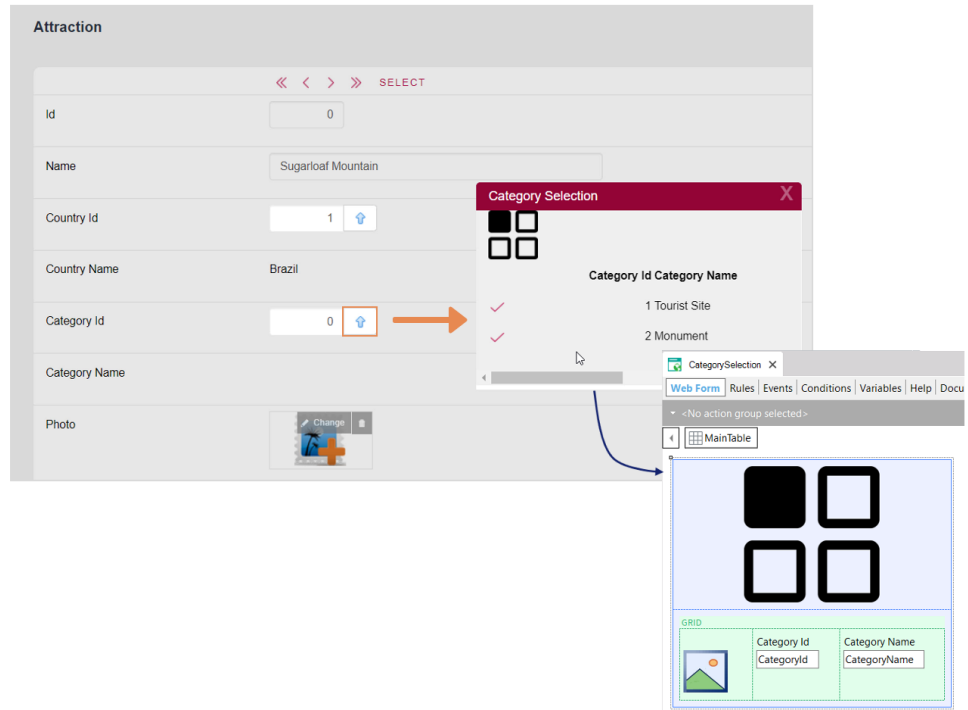 Attraction
SELECT
Id 0
Name Sugarloaf Mountain
Country Id 1
Country Name Brazil
Category Id 0
Category Name
Photo Change
Category Selection X
Category Id Category Name
1 Tourist Site
2 Monument
CategorySelection
Web Form Rules Events Conditions Variables Help Docu
<No action group selected>
MainTable
GRID
Category Id Category Name
CategoryId CategoryName